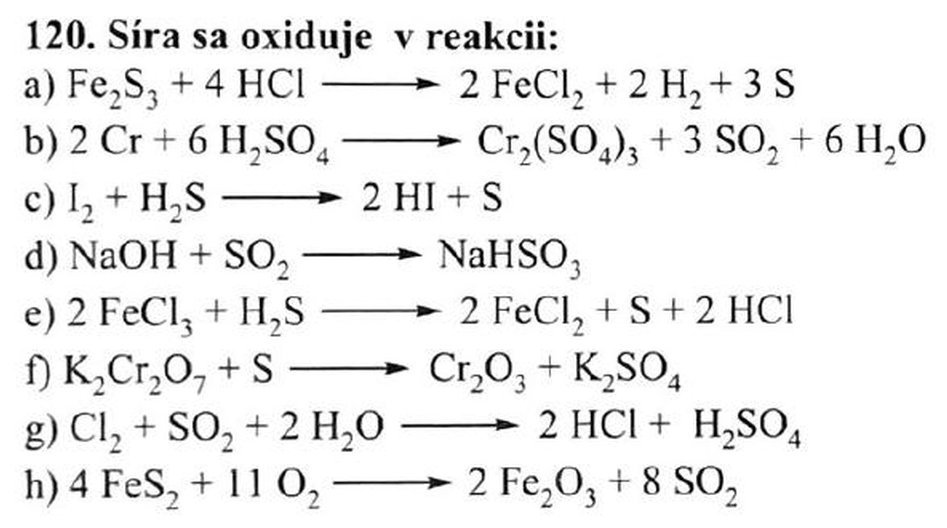 120. Síra sa oxiduje v reakcii:
a) Fe₂S₃ + 4 HCl ⟶ 2 FeCl₂ + 2 H₂ + 3 S
b) 2 Cr + 6 H₂SO₄ ⟶ Cr₂(SO₄)₃ + 3 SO₂ + 6 H₂O
c) I₂ + H₂S ⟶ 2 HI + S
d) NaOH + SO₂ ⟶ NaHSO₃
e) 2 FeCl₃ + H₂S ⟶ 2 FeCl₂ + S + 2 HCl
f) K₂Cr₂O₇ + S ⟶ Cr₂O₃ + K₂SO₄
g) Cl₂ + SO₂ + 2 H₂O ⟶ 2 HCl + H₂SO₄
h) 4 FeS₂ + 11 O₂ ⟶ 2 Fe₂O₃ + 8 SO₂